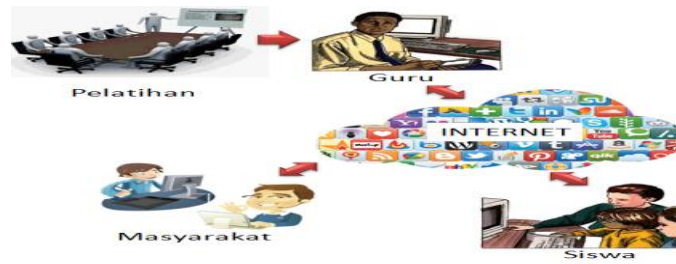 Pelatihan
Guru
INTERNET
Masyarakat
Siswa